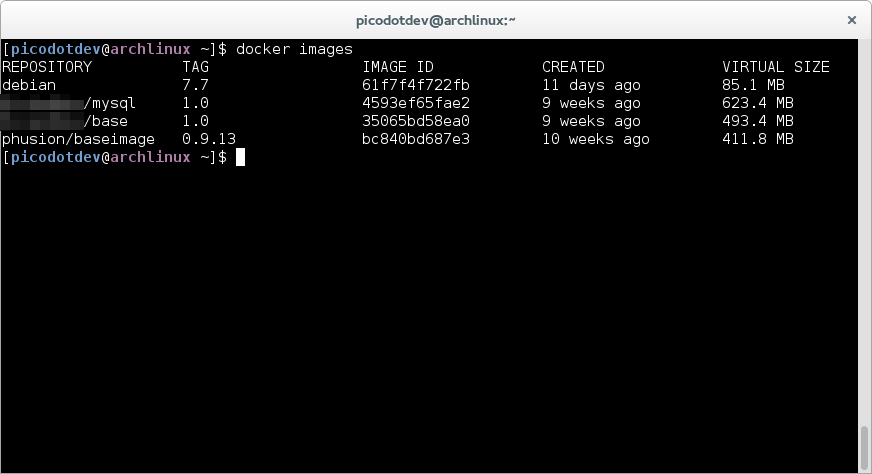 picodotdev@archlinux:~
[picodotdev@archlinux ~]$ docker images
REPOSITORY TAG IMAGE ID CREATED VIRTUAL SIZE
debian 7.7 61f7f4f722fb 11 days ago 85.1 MB
/mysql 1.0 4593ef65fae2 9 weeks ago 623.4 MB
/base 1.0 35065bd58ea0 9 weeks ago 493.4 MB
phusion/baseimage 0.9.13 bc840bd687e3 10 weeks ago 411.8 MB
[picodotdev@archlinux ~]$